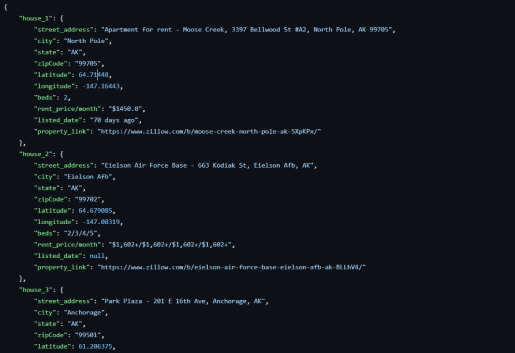 {
"house_1": {
"street_address": "Apartment for rent - Moose Creek, 3397 Bellwood St #A2, North Pole, AK 99705",
"city": "North Pole",
"state": "AK",
"zipCode": "99705",
"latitude": 64.71448,
"longitude": -147.16443,
"beds": 2,
"rent_price/month": "$1450.0",
"listed_date": "70 days ago",
"property_link": "https://www.zillow.com/b/moose-creek-north-pole-ak-5XpKPx/"
},
"house_2": {
"street_address": "Eielson Air Force Base - 663 Kodiak St, Eielson Afb, AK",
"city": "Eielson Afb",
"state": "AK",
"zipCode": "99702",
"latitude": 64.679085,
"longitude": -147.08319,
"beds": "2/3/4/5",
"rent_price/month": "$1,602+/$1,602+/$1,602+/$1,602+",
"listed_date": null,
"property_link": "https://www.zillow.com/b/eielson-air-force-base-eielson-afb-ak-BLLhV4/"
},
"house_3": {
"street_address": "Park Plaza - 201 E 16th Ave, Anchorage, AK",
"city": "Anchorage",
"state": "AK",
"zipCode": "99501",
"latitude": 61.206375,